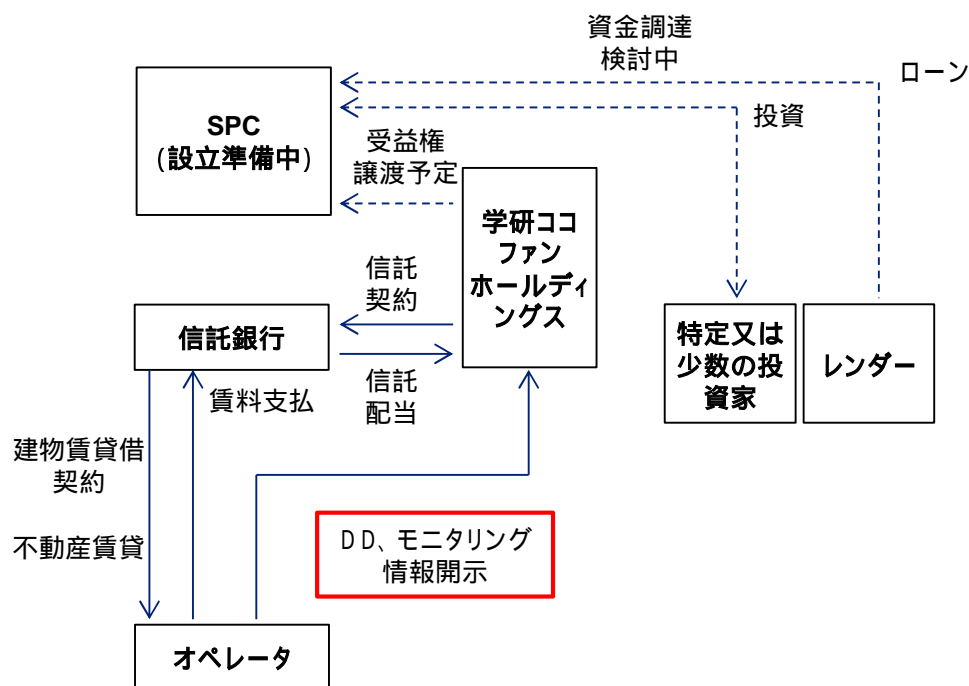 資金調達
検討中
ローン
SPC
(設立準備中)
投資
受益権
譲渡予定
学研ココ
ファン
ホールディ
ングス
信託
契約
信託銀行
特定又は
少数の投
資家
レンダー
賃料支払
信託
配当
建物賃貸借
契約
不動産賃貸
ＤＤ、モニタリング
情報開示
オペレータ